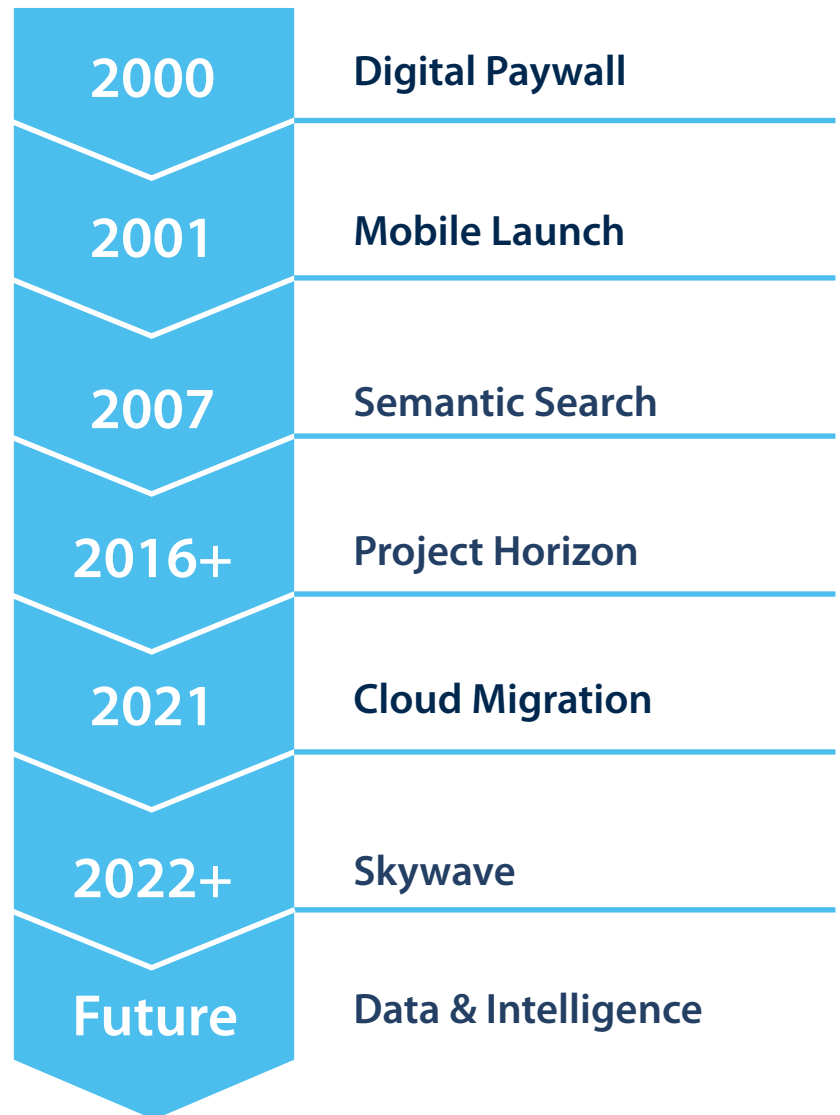 2000
Digital Paywall
2001
Mobile Launch
2007
Semantic Search
2016+
Project Horizon
2021
Cloud Migration
2022+
Skywave
Future
Data & Intelligence